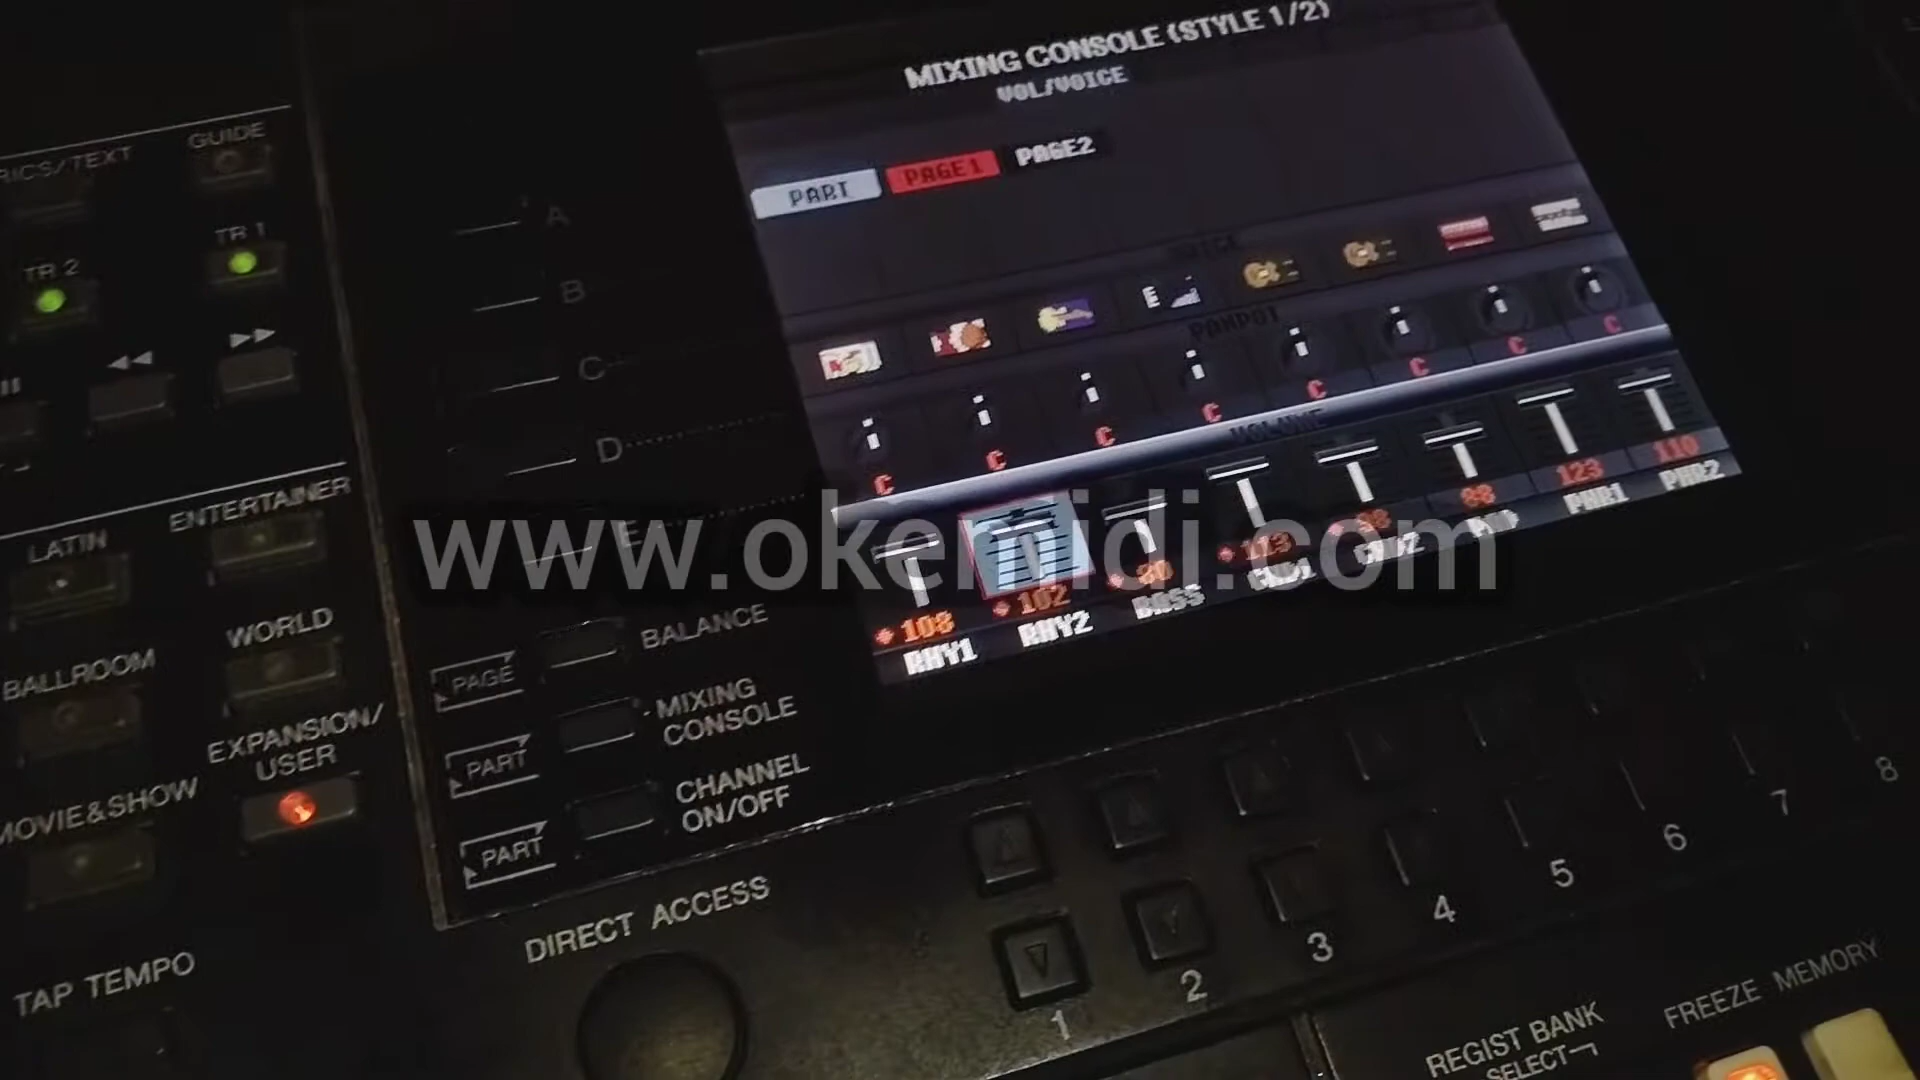 MIXING CONSOLE (STYLE 1/2)
VOL/VOICE
PART
PAGE1
PAGE2
PANPOT
C C C C C C C C
VOLUME
108 102 113 123 110
RHY1 RHY2 BASS PHR1 PHR2
www.okemidi.com
GUIDE
RICS/TEXT
TR 1
TR 2
A
B
C
D
E
LATIN
ENTERTAINER
BALLROOM
WORLD
MOVIE&SHOW
EXPANSION/
USER
TAP TEMPO
PAGE
BALANCE
PART
MIXING
CONSOLE
PART
CHANNEL
ON/OFF
DIRECT ACCESS
1 2 3 4 5 6 7 8
REGIST BANK
SELECT
FREEZE
MEMORY